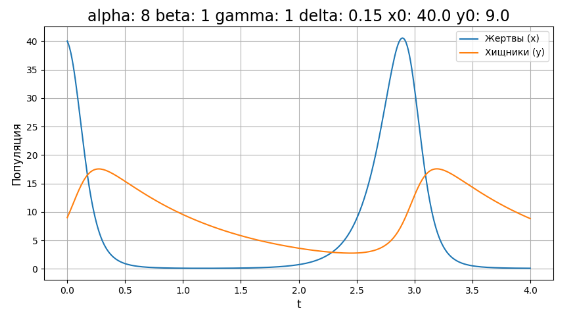 alpha: 8 beta: 1 gamma: 1 delta: 0.15 x0: 40.0 y0: 9.0
Жертвы (x)
Хищники (y)
Популяция
40
35
30
25
20
15
10
5
0
0.0 0.5 1.0 1.5 2.0 2.5 3.0 3.5 4.0
t